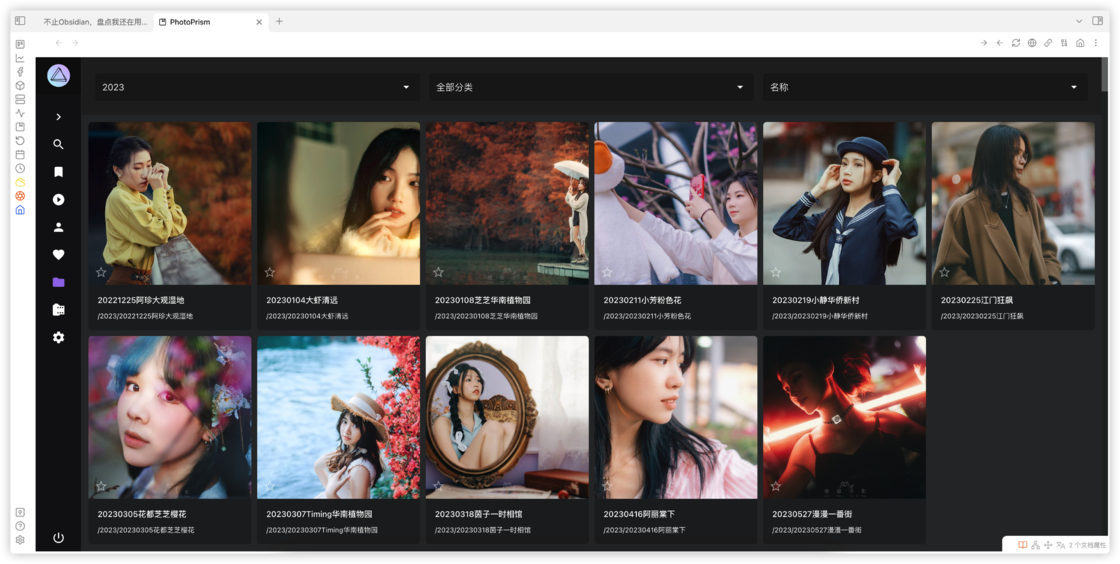 不止Obsidian，盘点我还在用...
PhotoPrism
2023
全部分类
名称
20221225阿珍大观湿地
/2023/20221225阿珍大观湿地
20230104大虾清远
/2023/20230104大虾清远
20230108芝芝华南植物园
/2023/20230108芝芝华南植物园
20230211小芳粉色花
/2023/20230211小芳粉色花
20230219小静华侨新村
/2023/20230219小静华侨新村
20230225江门狂飙
/2023/20230225江门狂飙
20230305花都芝芝樱花
/2023/20230305花都芝芝樱花
20230307Timing华南植物园
/2023/20230307Timing华南植物园
20230318茵子一时相馆
/2023/20230318茵子一时相馆
20230416阿丽棠下
/2023/20230416阿丽棠下
20230527漫漫一番街
/2023/20230527漫漫一番街
2 个文档属性